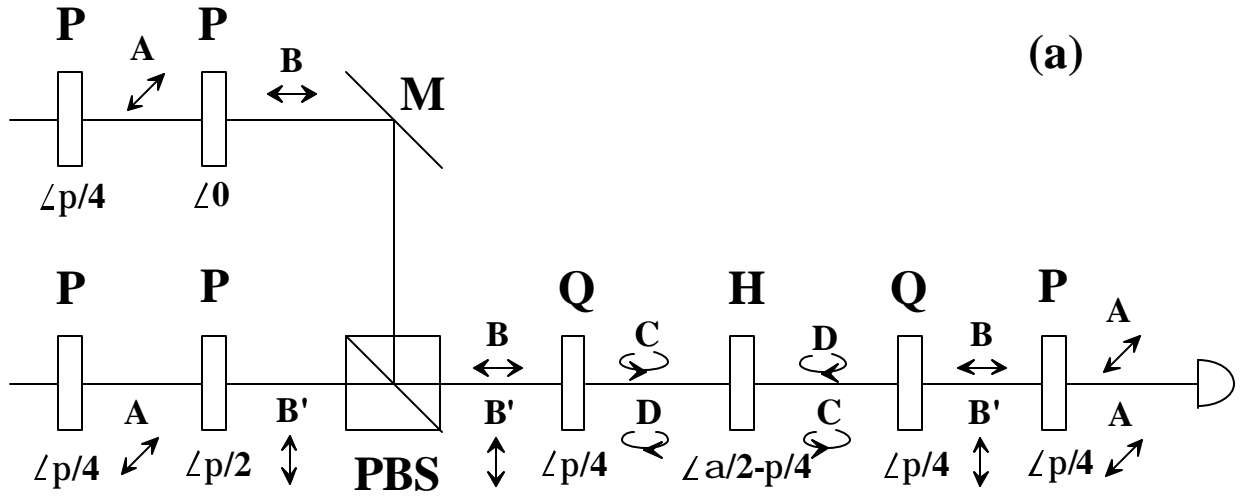 P A P B M (a)
∠p/4 ∠0
P P Q H Q P
A B C D B A
A B' PBS B' D C B' A
∠p/4 ∠p/2 ∠p/4 ∠a/2-p/4 ∠p/4 ∠p/4